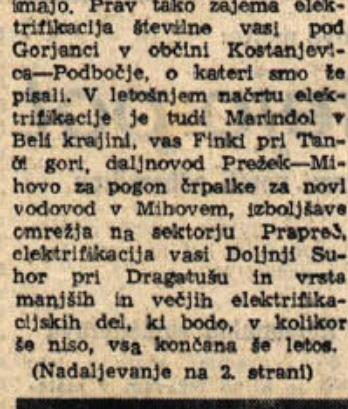 imajo. Prav tako zajema elek-
trifikacija številne vasi pod
Gorjanci v občini Kostanjevi-
ca—Podbočje, o kateri smo že
pisali. V letošnjem načrtu elek-
trifikacije je tudi Marindol v
Beli krajini, vas Finki pri Tan-
či gori, daljnovod Prežek—Mi-
hovo za pogon črpalke za novi
vodovod v Mihovem, izboljšave
omrežja na sektorju Prapreč,
elektrifikacija vasi Dolnji Su-
hor pri Dragatušu in vrsta
manjših in večjih elektrifika-
cijskih del, ki bodo, v kolikor
še niso, vsa končana še letos.
(Nadaljevanje na 2. strani)